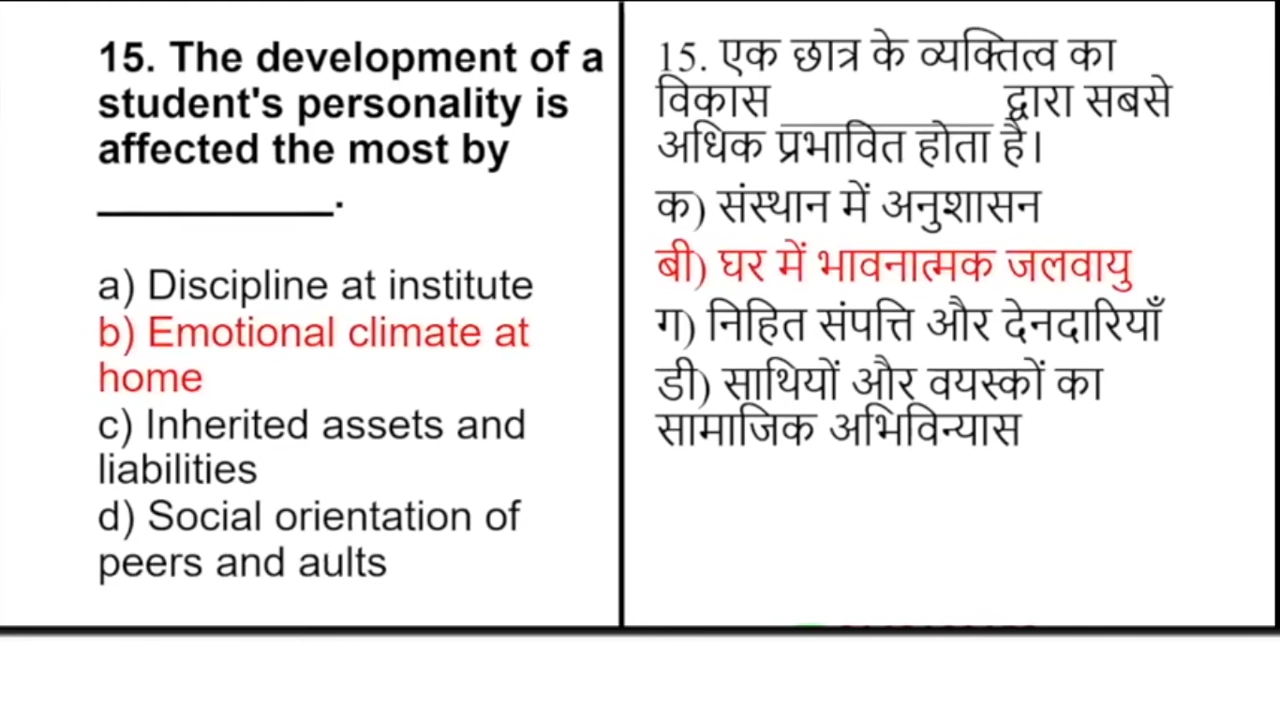 15. The development of a
student's personality is
affected the most by
__________.
a) Discipline at institute
b) Emotional climate at
home
c) Inherited assets and
liabilities
d) Social orientation of
peers and aults
15. एक छात्र के व्यक्तित्व का
विकास __________ द्वारा सबसे
अधिक प्रभावित होता है।
क) संस्थान में अनुशासन
बी) घर में भावनात्मक जलवायु
ग) निहित संपत्ति और देनदारियाँ
डी) साथियों और वयस्कों का
सामाजिक अभिविन्यास